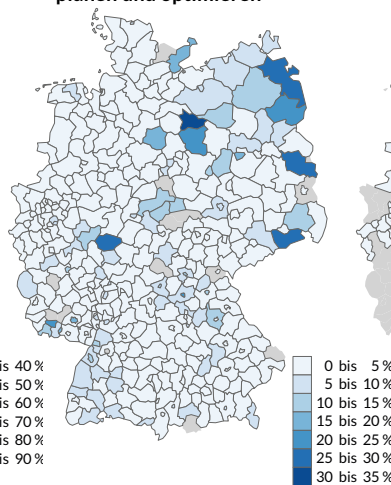 planen und optimieren
bis 40 %
bis 50 %
bis 60 %
bis 70 %
bis 80 %
bis 90 %
0 bis 5 %
5 bis 10 %
10 bis 15 %
15 bis 20 %
20 bis 25 %
25 bis 30 %
30 bis 35 %